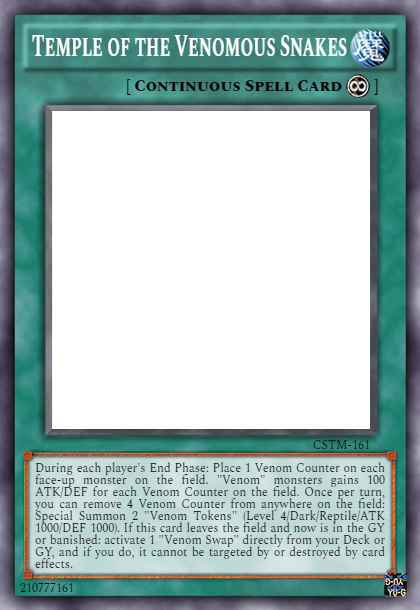 Temple of the Venomous Snakes
[ Continuous Spell Card ]
CSTM-161
During each player's End Phase: Place 1 Venom Counter on each
face-up monster on the field. "Venom" monsters gains 100
ATK/DEF for each Venom Counter on the field. Once per turn,
you can remove 4 Venom Counter from anywhere on the field:
Special Summon 2 "Venom Tokens" (Level 4/Dark/Reptile/ATK
1000/DEF 1000). If this card leaves the field and now is in the GY
or banished: activate 1 "Venom Swap" directly from your Deck or
GY, and if you do, it cannot be targeted by or destroyed by card
effects.
210777161